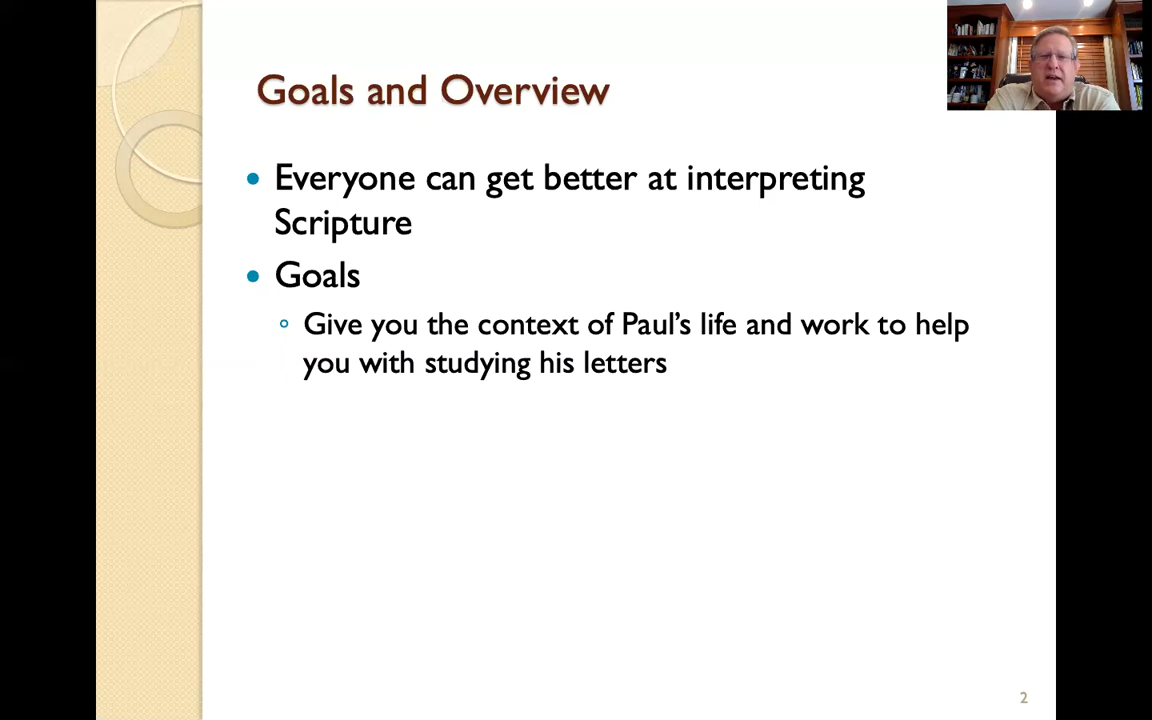 Goals and Overview
Everyone can get better at interpreting
Scripture
Goals
Give you the context of Paul's life and work to help
you with studying his letters
2